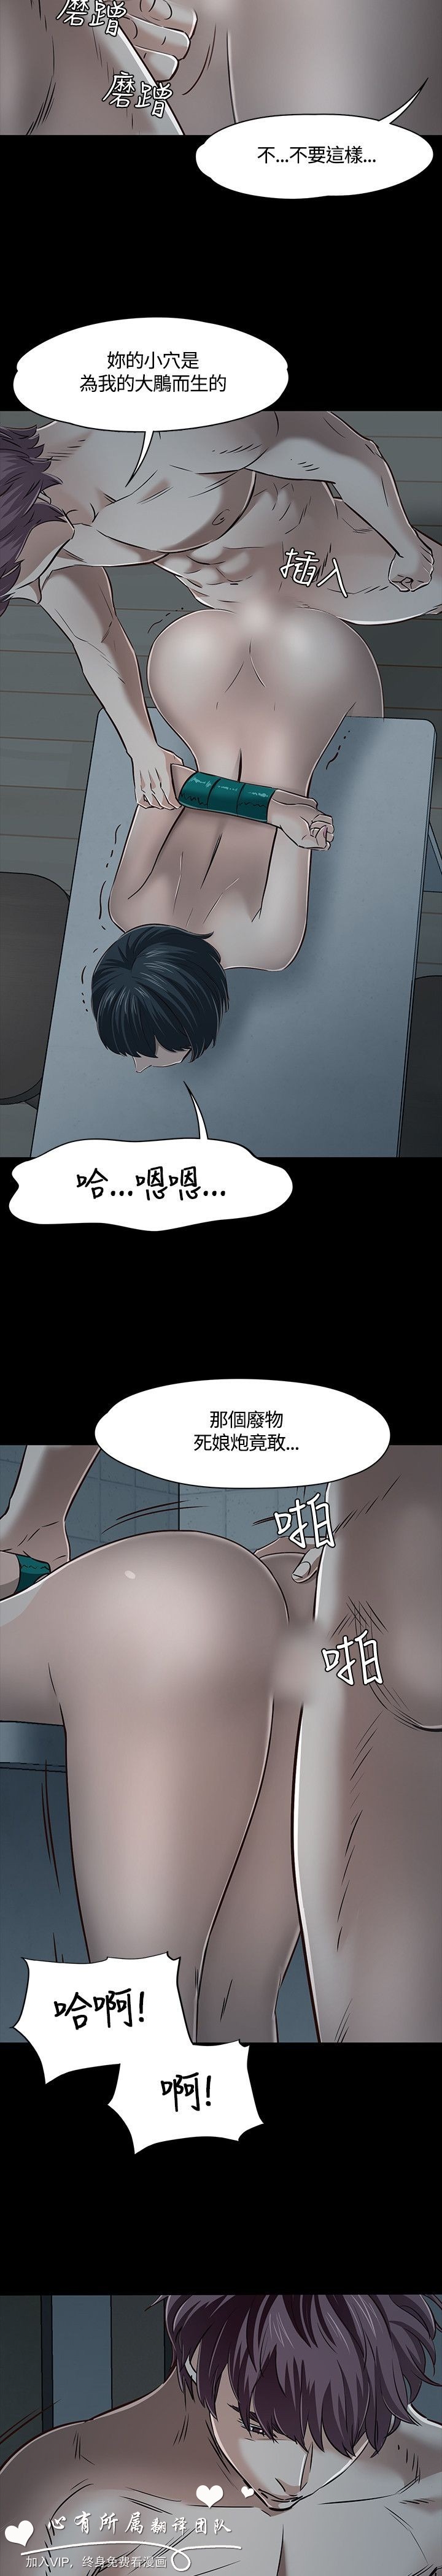 磨蹭
磨蹭
不...不要這樣...
妳的小穴是
為我的大鵰而生的
插入
哈...嗯嗯...
那個廢物
死娘炮竟敢...
啪
啪
哈啊!
啊!
心有所属翻译团队
加入VIP，终身免费看漫画